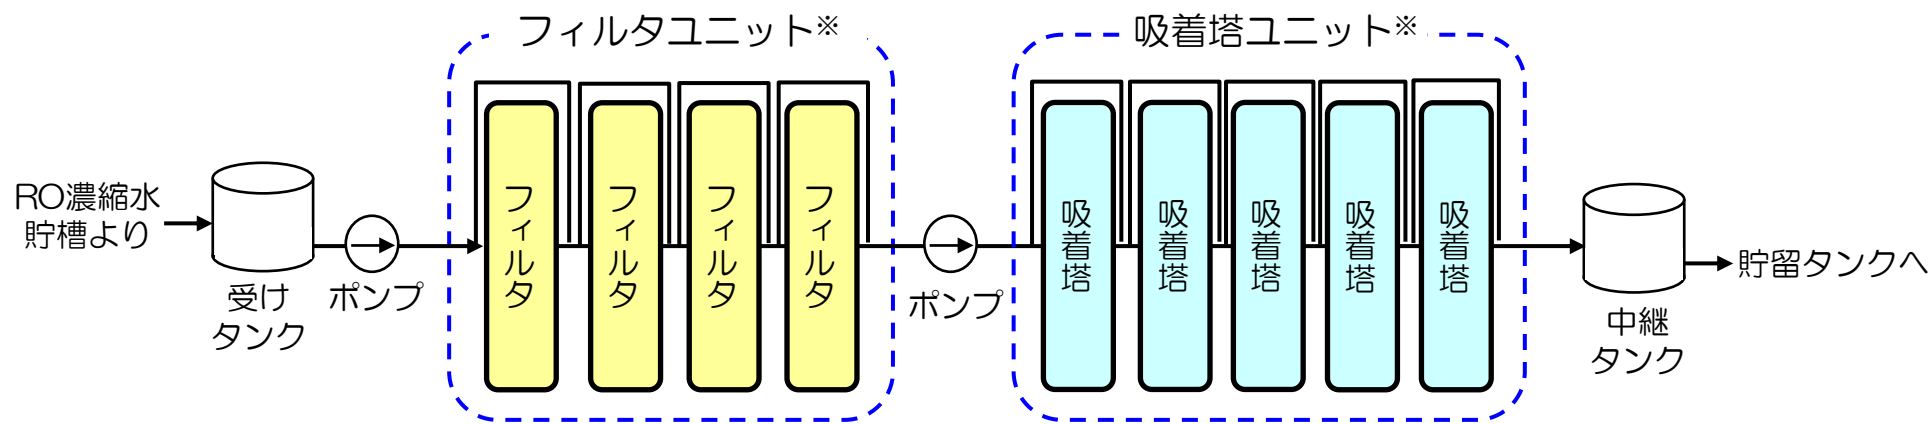 フィルタユニット※
吸着塔ユニット※
RO濃縮水
貯槽より
受け
タンク
ポンプ
フィルタ
フィルタ
フィルタ
フィルタ
ポンプ
吸着塔
吸着塔
吸着塔
吸着塔
吸着塔
中継
タンク
貯留タンクへ